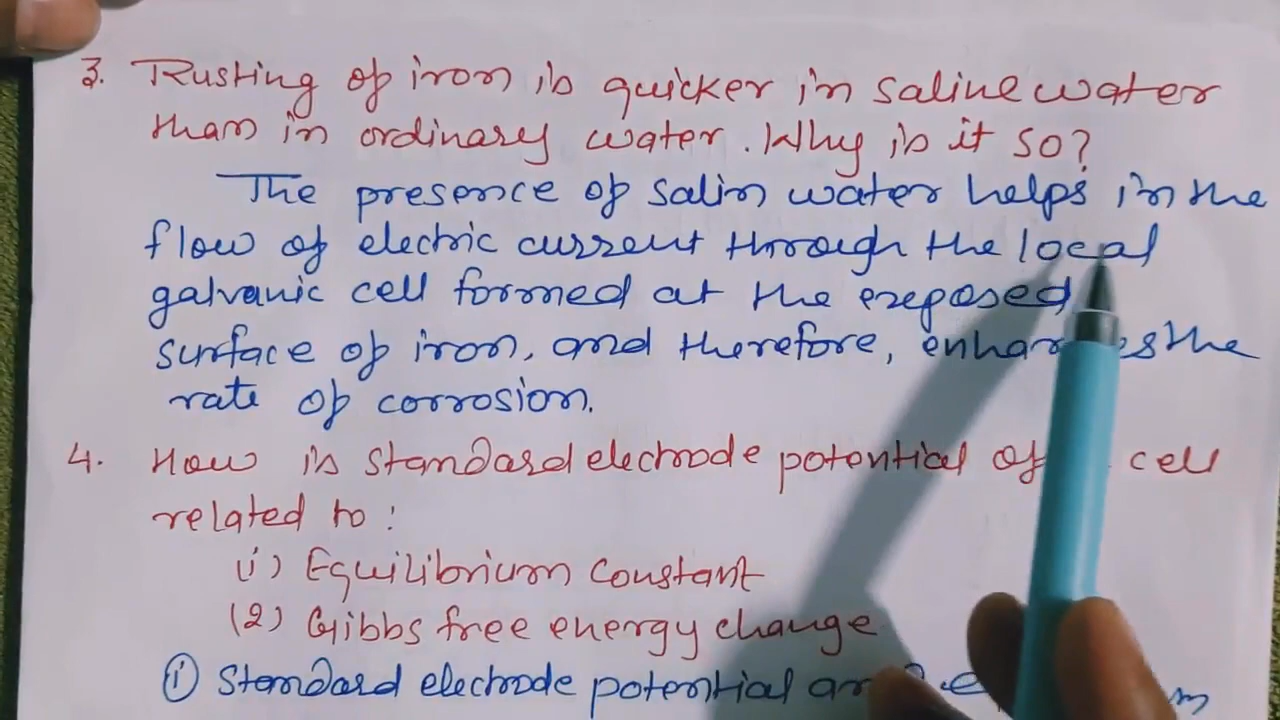 3. Rusting of iron is quicker in saline water
than in ordinary water. Why is it so?
The presence of salin water helps in the
flow of electric current through the local
galvanic cell formed at the exeposed
surface of iron, and therefore, the
rate of corrosion.
4. How is standard electrode potential of cell
related to:
(i) Equilibrium Constant
(2) Gibbs free energy change
(i) Standard electrode potential